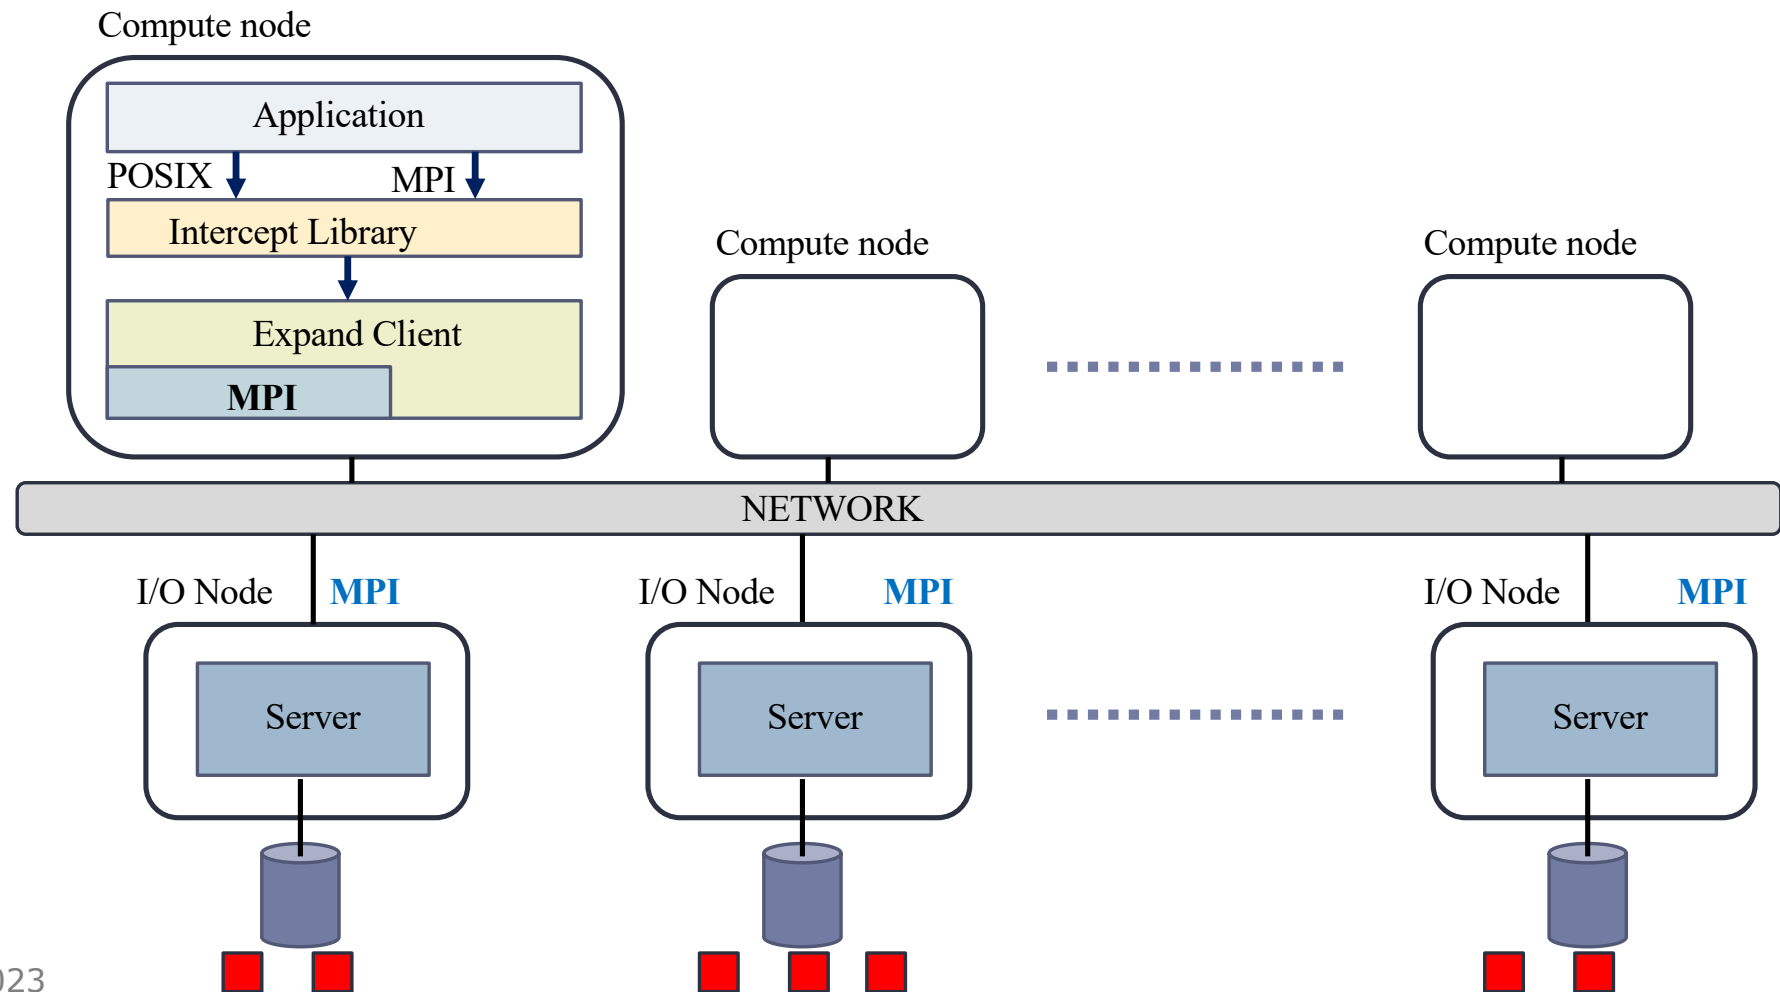 Compute node
Application
POSIX
MPI
Intercept Library
Expand Client
MPI
Compute node
Compute node
NETWORK
I/O Node MPI
I/O Node MPI
I/O Node MPI
Server
Server
Server
023